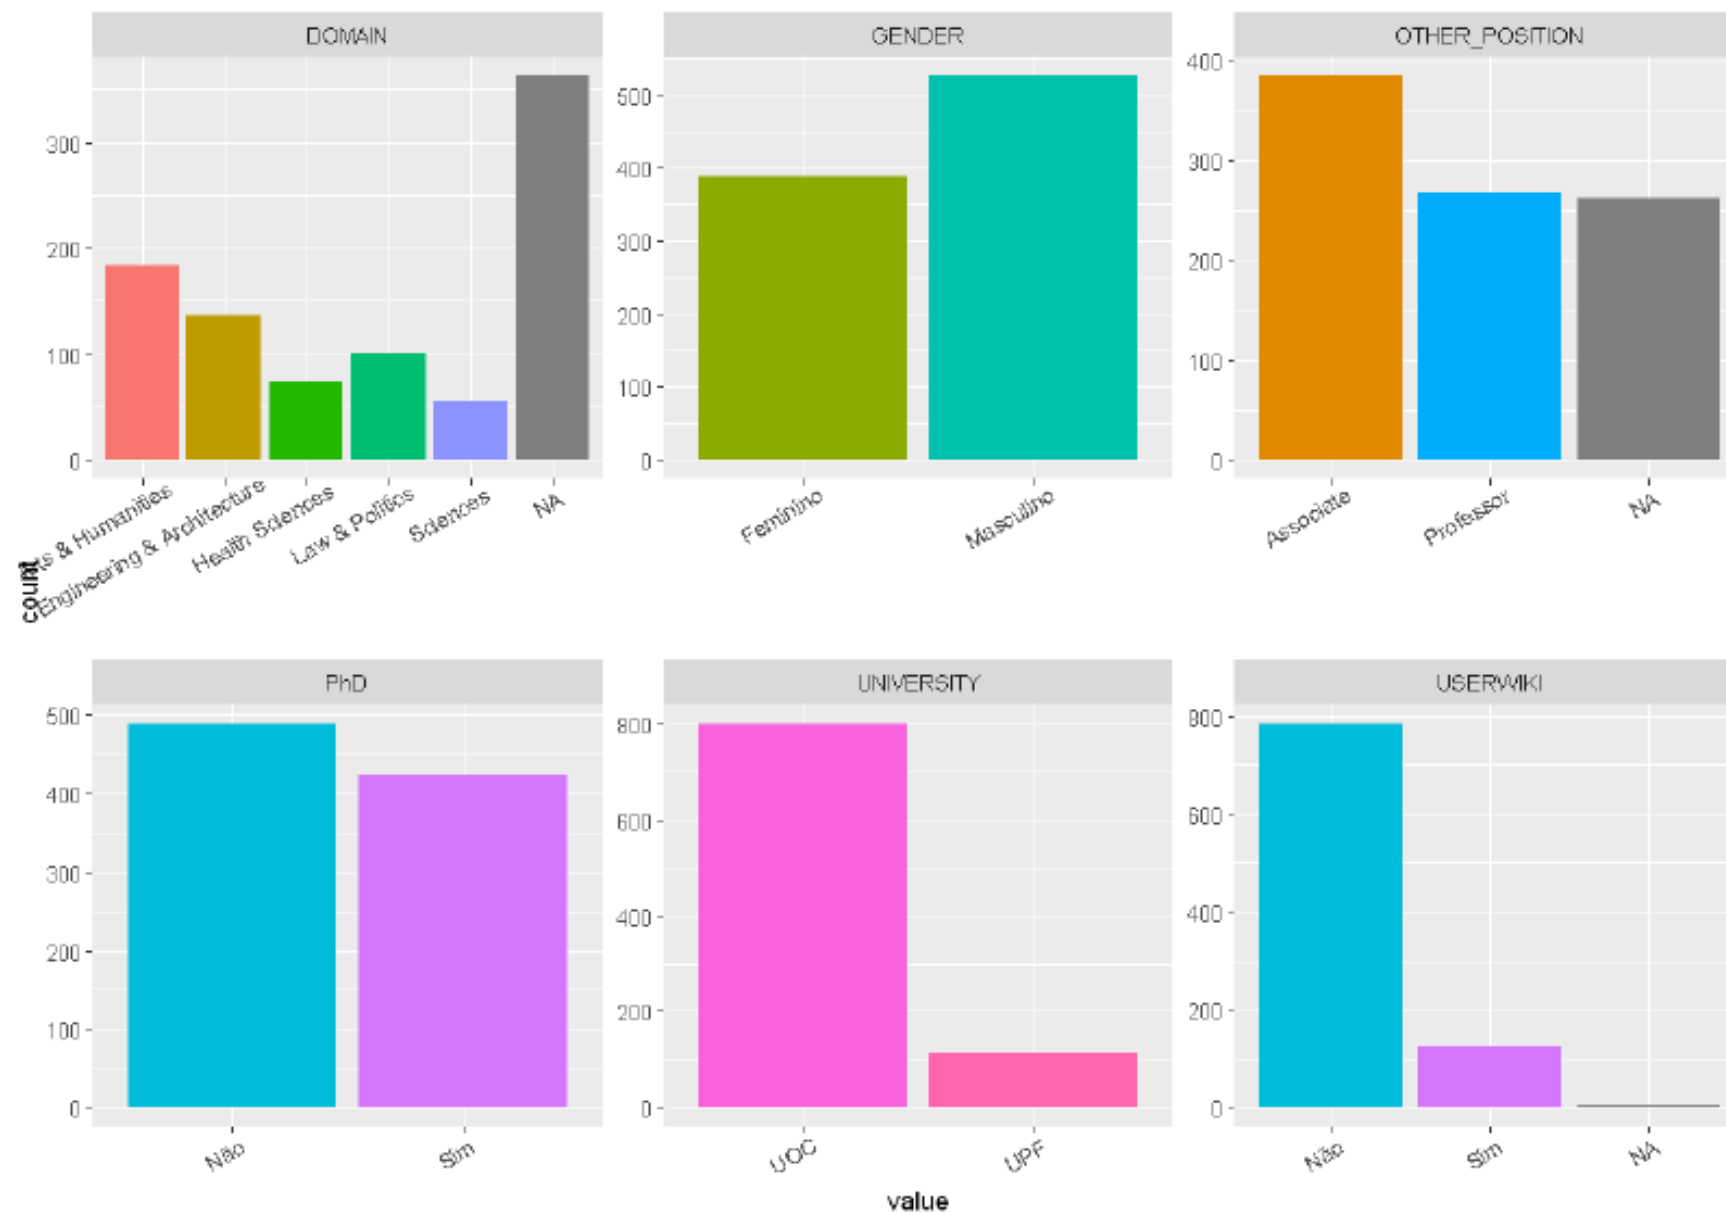 DOMAIN
GENDER
OTHER_POSITION
300
200
100
0
500
400
300
200
100
0
400
300
200
100
0
& Humanities
Engineering & Architecture
Health Sciences
Law & Politics
Sciences
NA
Feminino
Masculino
Associate
Professor
NA
count
PhD
UNIVERSITY
USERWIKI
500
400
300
200
100
0
800
600
400
200
0
800
600
400
200
0
Não
Sim
UOC
UPF
Não
Sim
NA
value